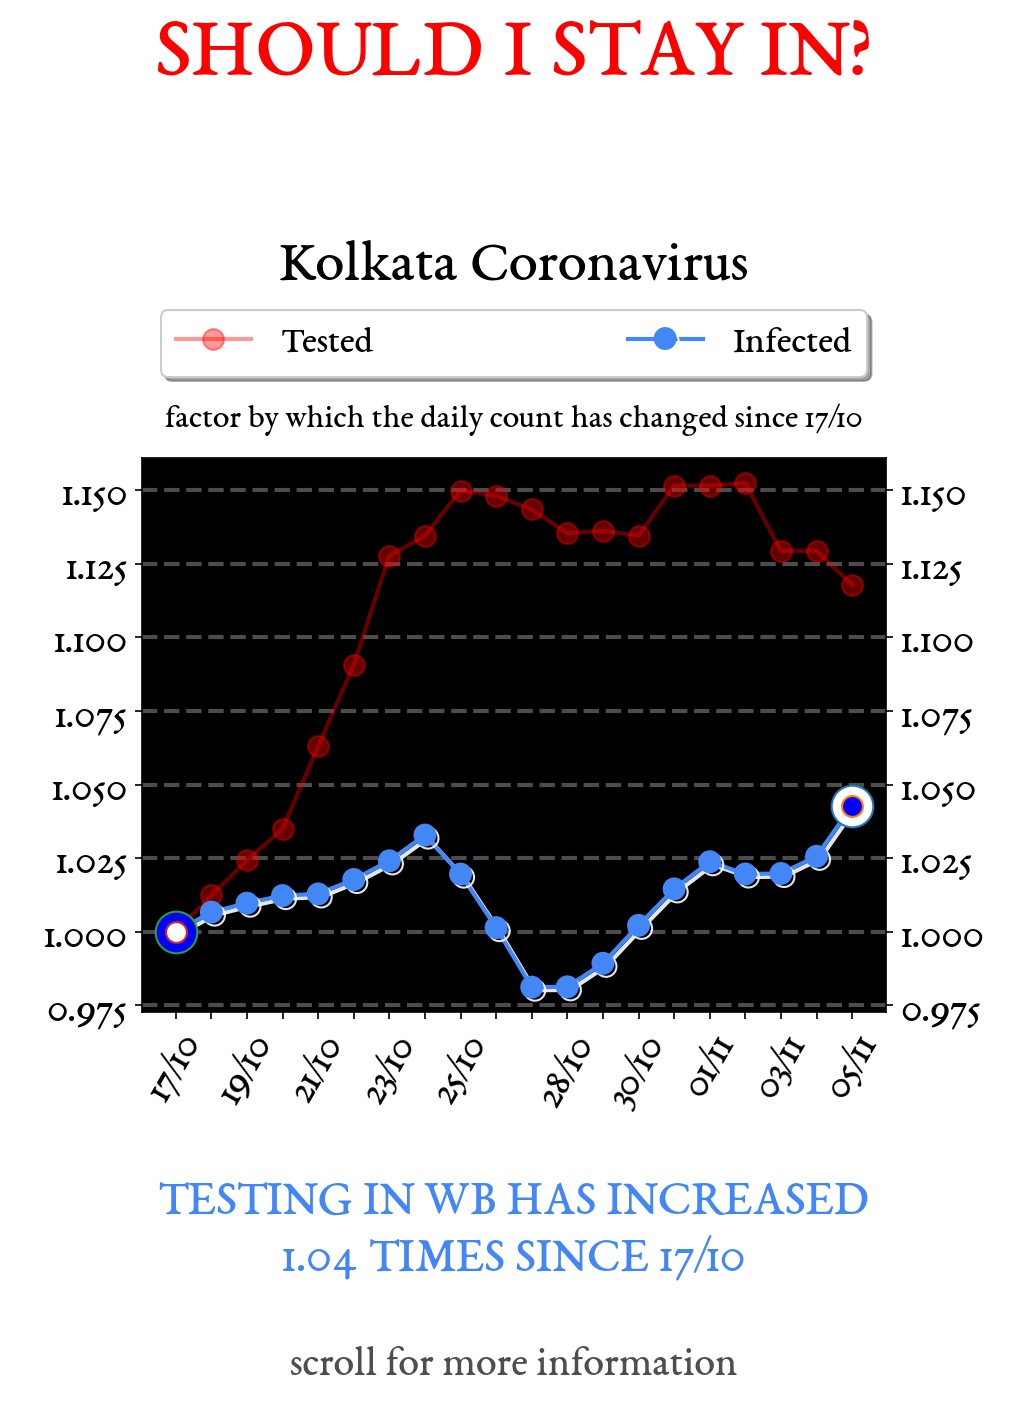 SHOULD I STAY IN?
Kolkata Coronavirus
Tested Infected
factor by which the daily count has changed since 17/10
1.150 1.150
1.125 1.125
1.100 1.100
1.075 1.075
1.050 1.050
1.025 1.025
1.000 1.000
0.975 0.975
17/10 19/10 21/10 23/10 25/10 28/10 30/10 01/11 03/11 05/11
TESTING IN WB HAS INCREASED
1.04 TIMES SINCE 17/10
scroll for more information